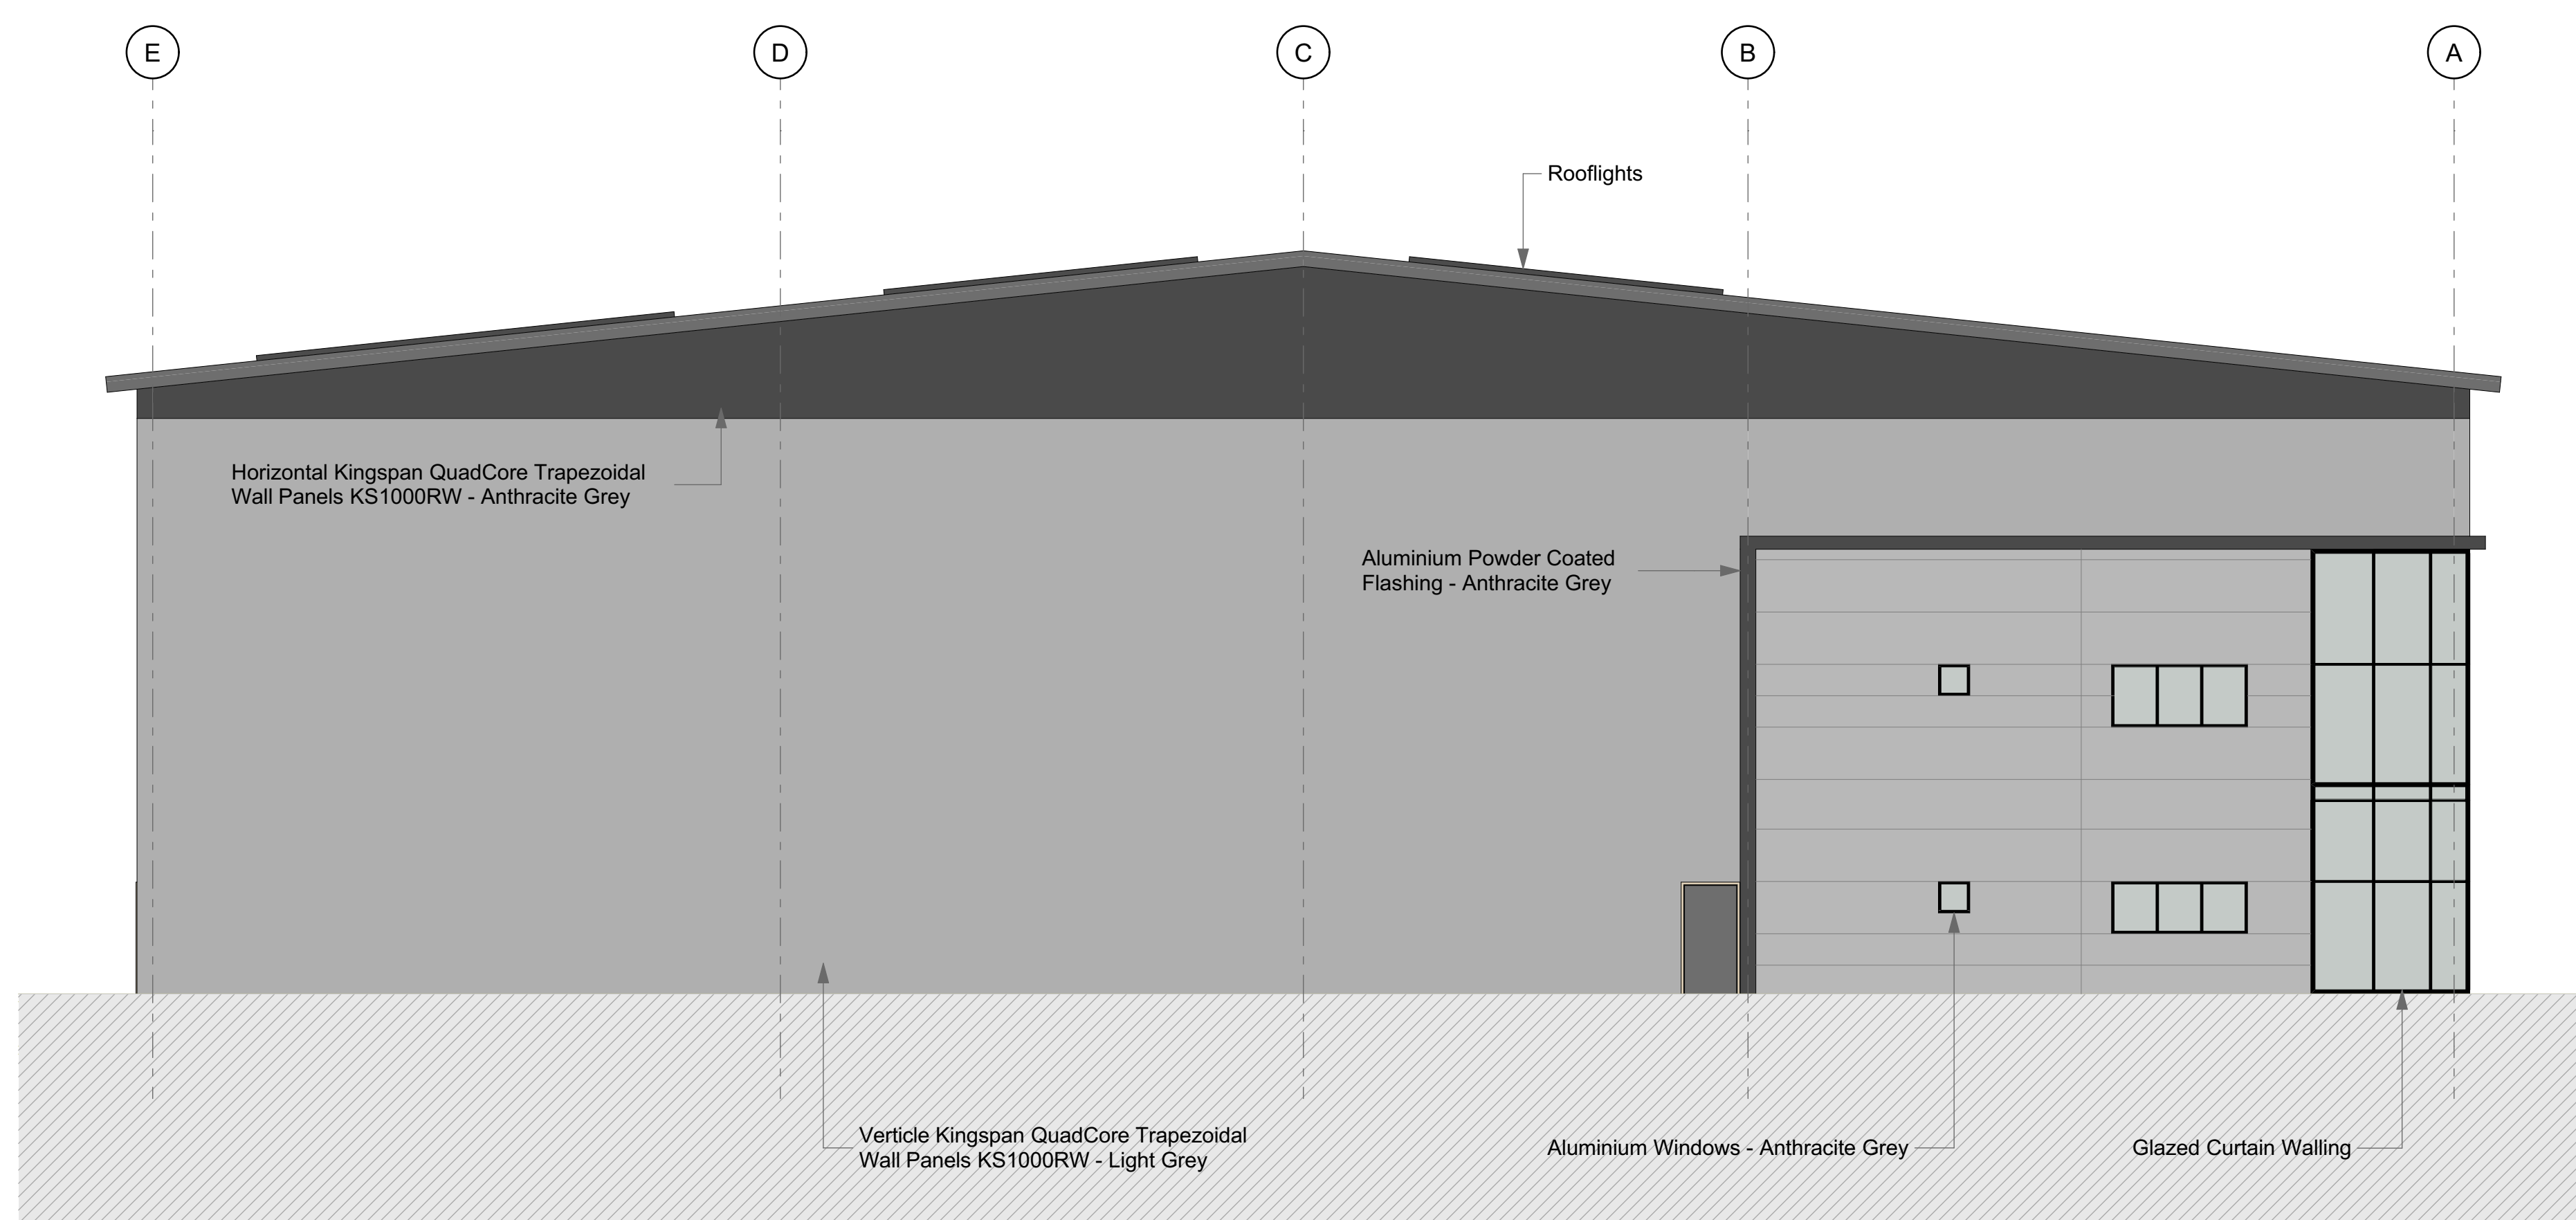 E
D
C
B
A
Rooflights
Horizontal Kingspan QuadCore Trapezoidal
Wall Panels KS1000RW - Anthracite Grey
Aluminium Powder Coated
Flashing - Anthracite Grey
Verticle Kingspan QuadCore Trapezoidal
Wall Panels KS1000RW - Light Grey
Aluminium Windows - Anthracite Grey
Glazed Curtain Walling